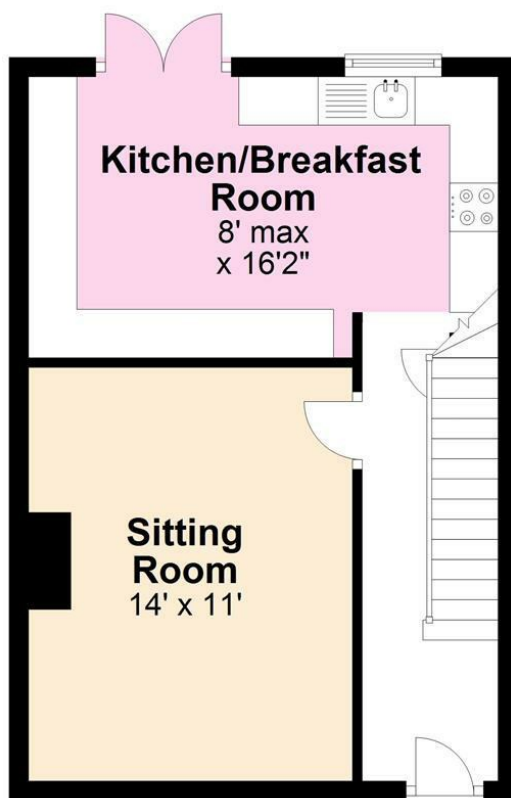 Kitchen/Breakfast
Room
8' max
x 16'2"
Sitting
Room
14' x 11'